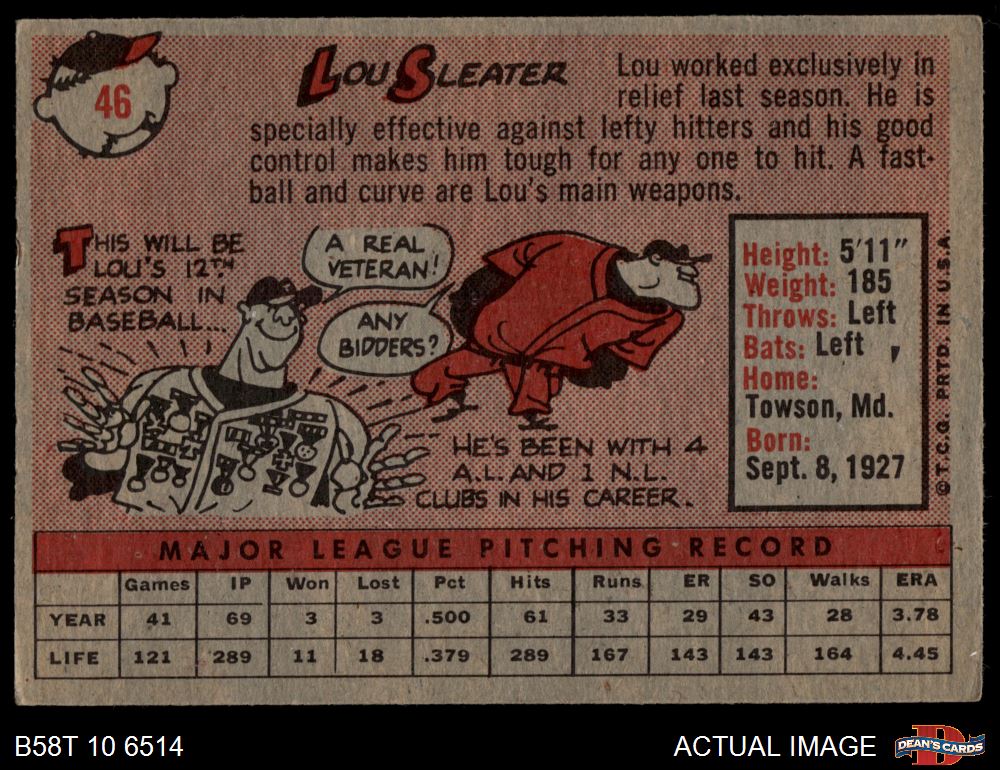 46
LOU SLEATER
Lou worked exclusively in
relief last season. He is
specially effective against lefty hitters and his good
control makes him tough for any one to hit. A fast-
ball and curve are Lou's main weapons.
THIS WILL BE
LOU'S 12TH
SEASON IN
BASEBALL...
A REAL
VETERAN!
ANY
BIDDERS?
HE'S BEEN WITH 4
A.L. AND 1 N.L.
CLUBS IN HIS CAREER.
Height: 5'11"
Weight: 185
Throws: Left
Bats: Left
Home:
Towson, Md.
Born:
Sept. 8, 1927
© T.C.G. PRTD. IN U.S.A.
MAJOR LEAGUE PITCHING RECORD
Games IP Won Lost Pct Hits Runs ER SO Walks ERA
YEAR 41 69 3 3 .500 61 33 29 43 28 3.78
LIFE 121 289 11 18 .379 289 167 143 143 164 4.45
B58T 10 6514
ACTUAL IMAGE
D
DEAN'S CARDS